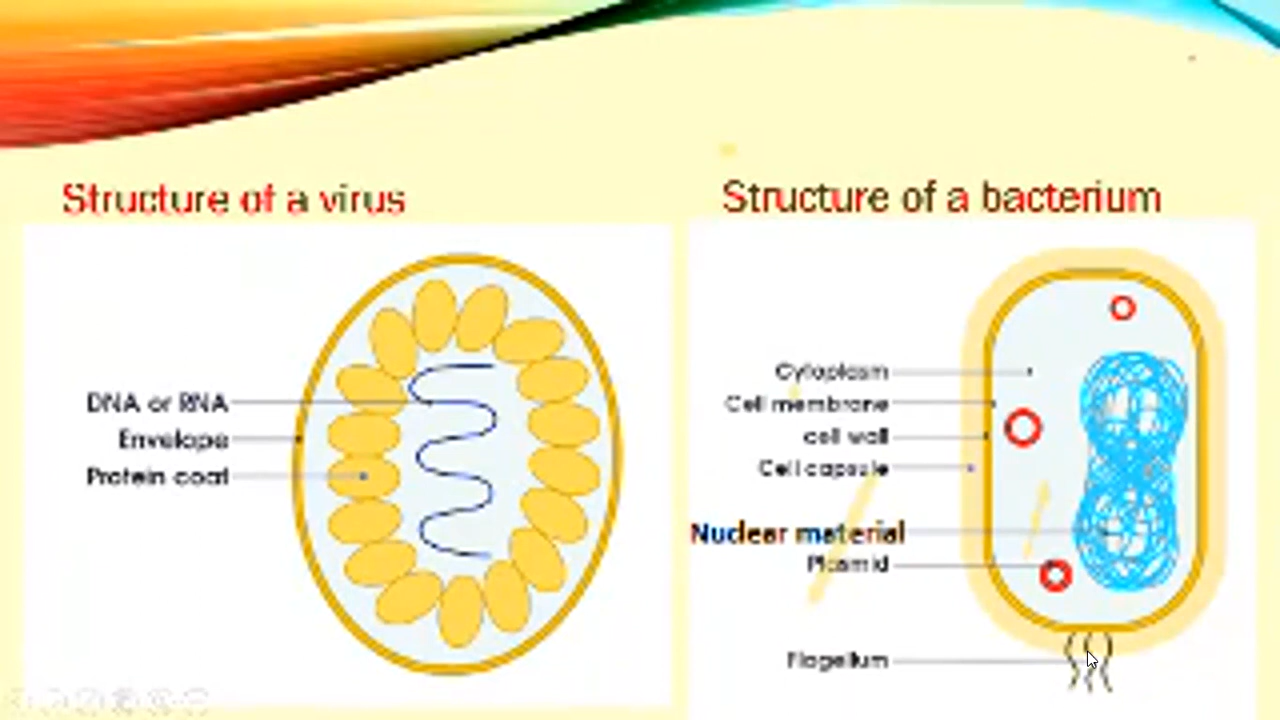 Structure of a virus
DNA or RNA
Envelope
Protein coat
Structure of a bacterium
Cytoplasm
Cell membrane
cell wall
Cell capsule
Nuclear material
Plasmid
Flagellum